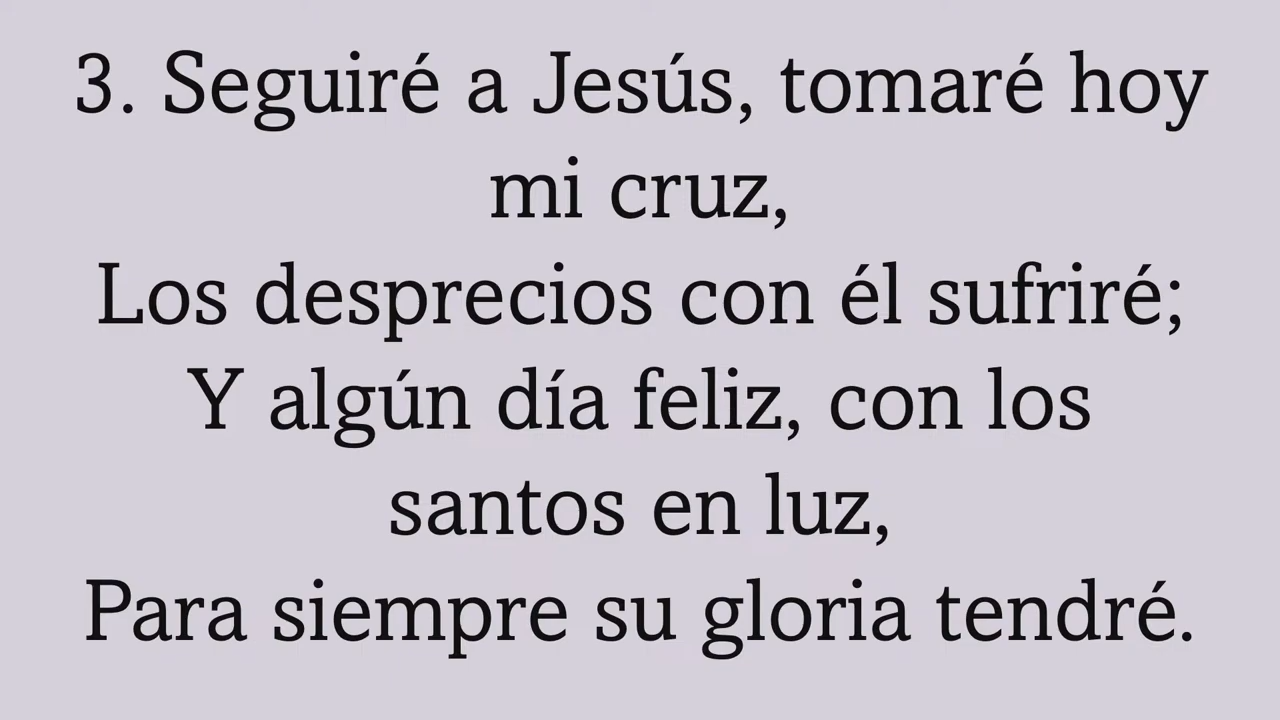 3. Seguiré a Jesús, tomaré hoy
mi cruz,
Los desprecios con él sufriré;
Y algún día feliz, con los
santos en luz,
Para siempre su gloria tendré.